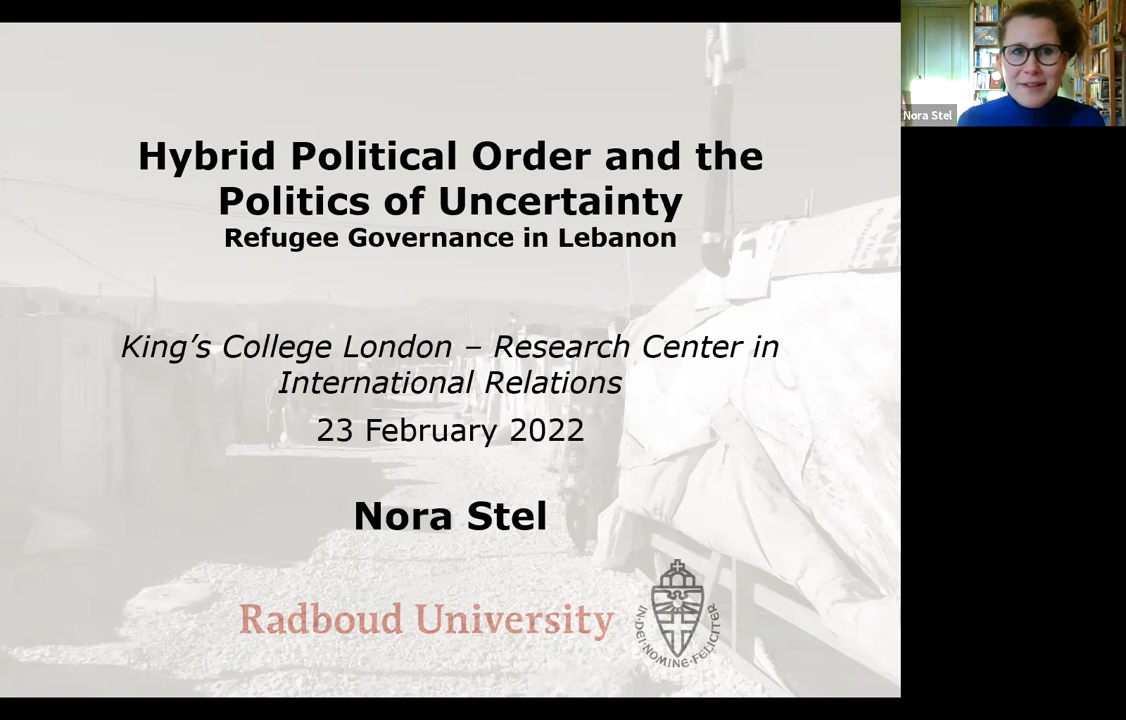 Hybrid Political Order and the
Politics of Uncertainty
Refugee Governance in Lebanon
King’s College London – Research Center in
International Relations
23 February 2022
Nora Stel
Radboud University
IN·DEI·NOMINE·FELICITER
Nora Stel